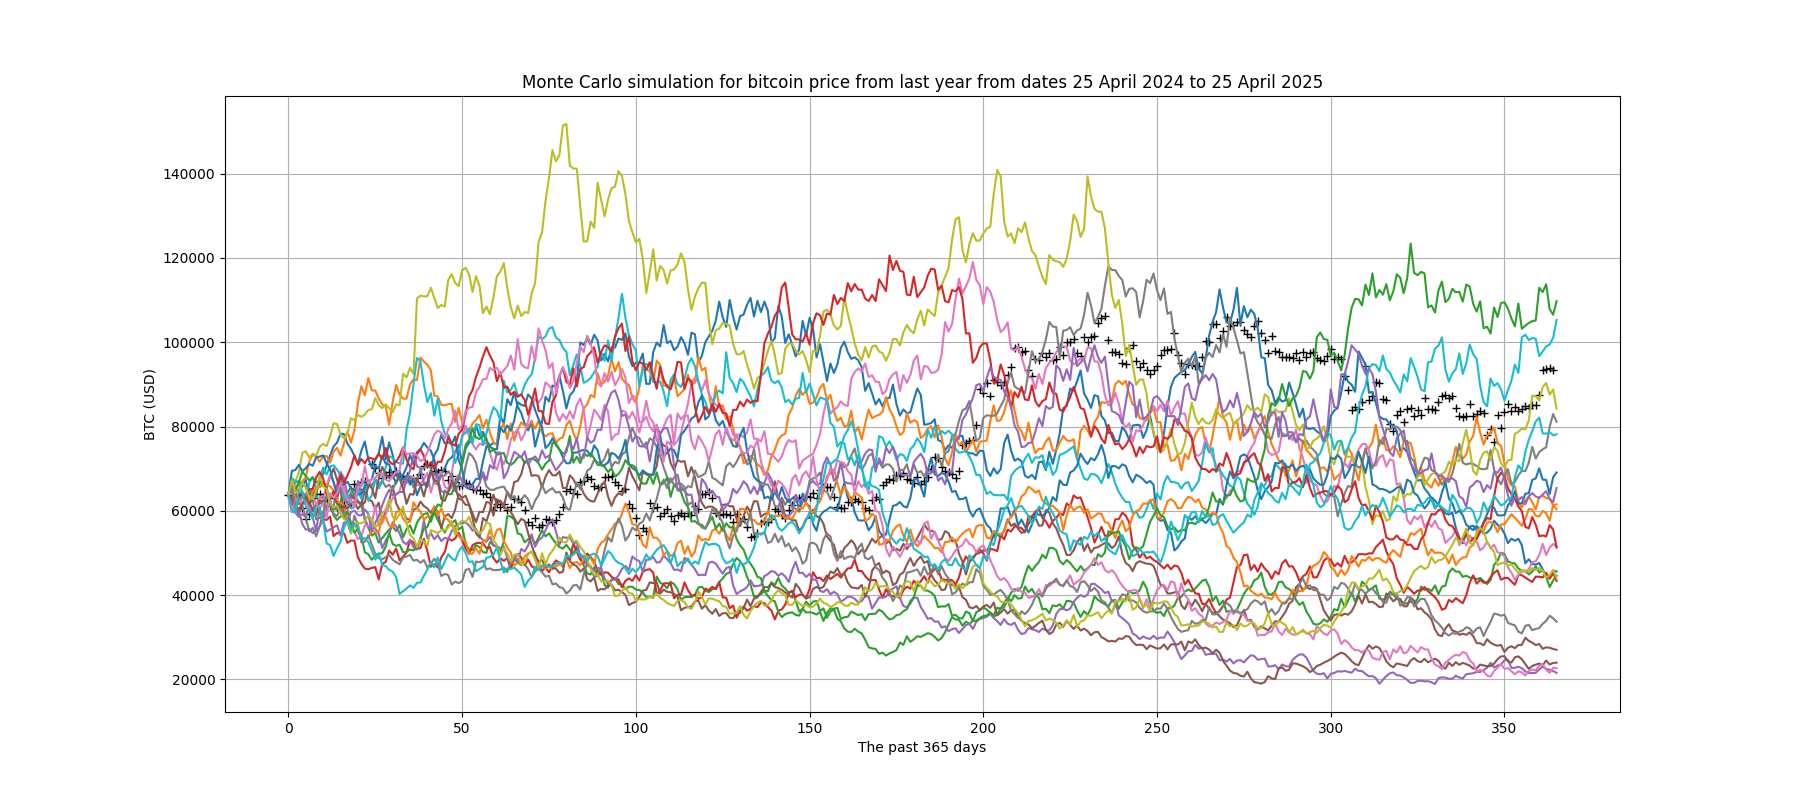 Monte Carlo simulation for bitcoin price from last year from dates 25 April 2024 to 25 April 2025
140000
120000
100000
80000
60000
40000
20000
BTC (USD)
0 50 100 150 200 250 300 350
The past 365 days